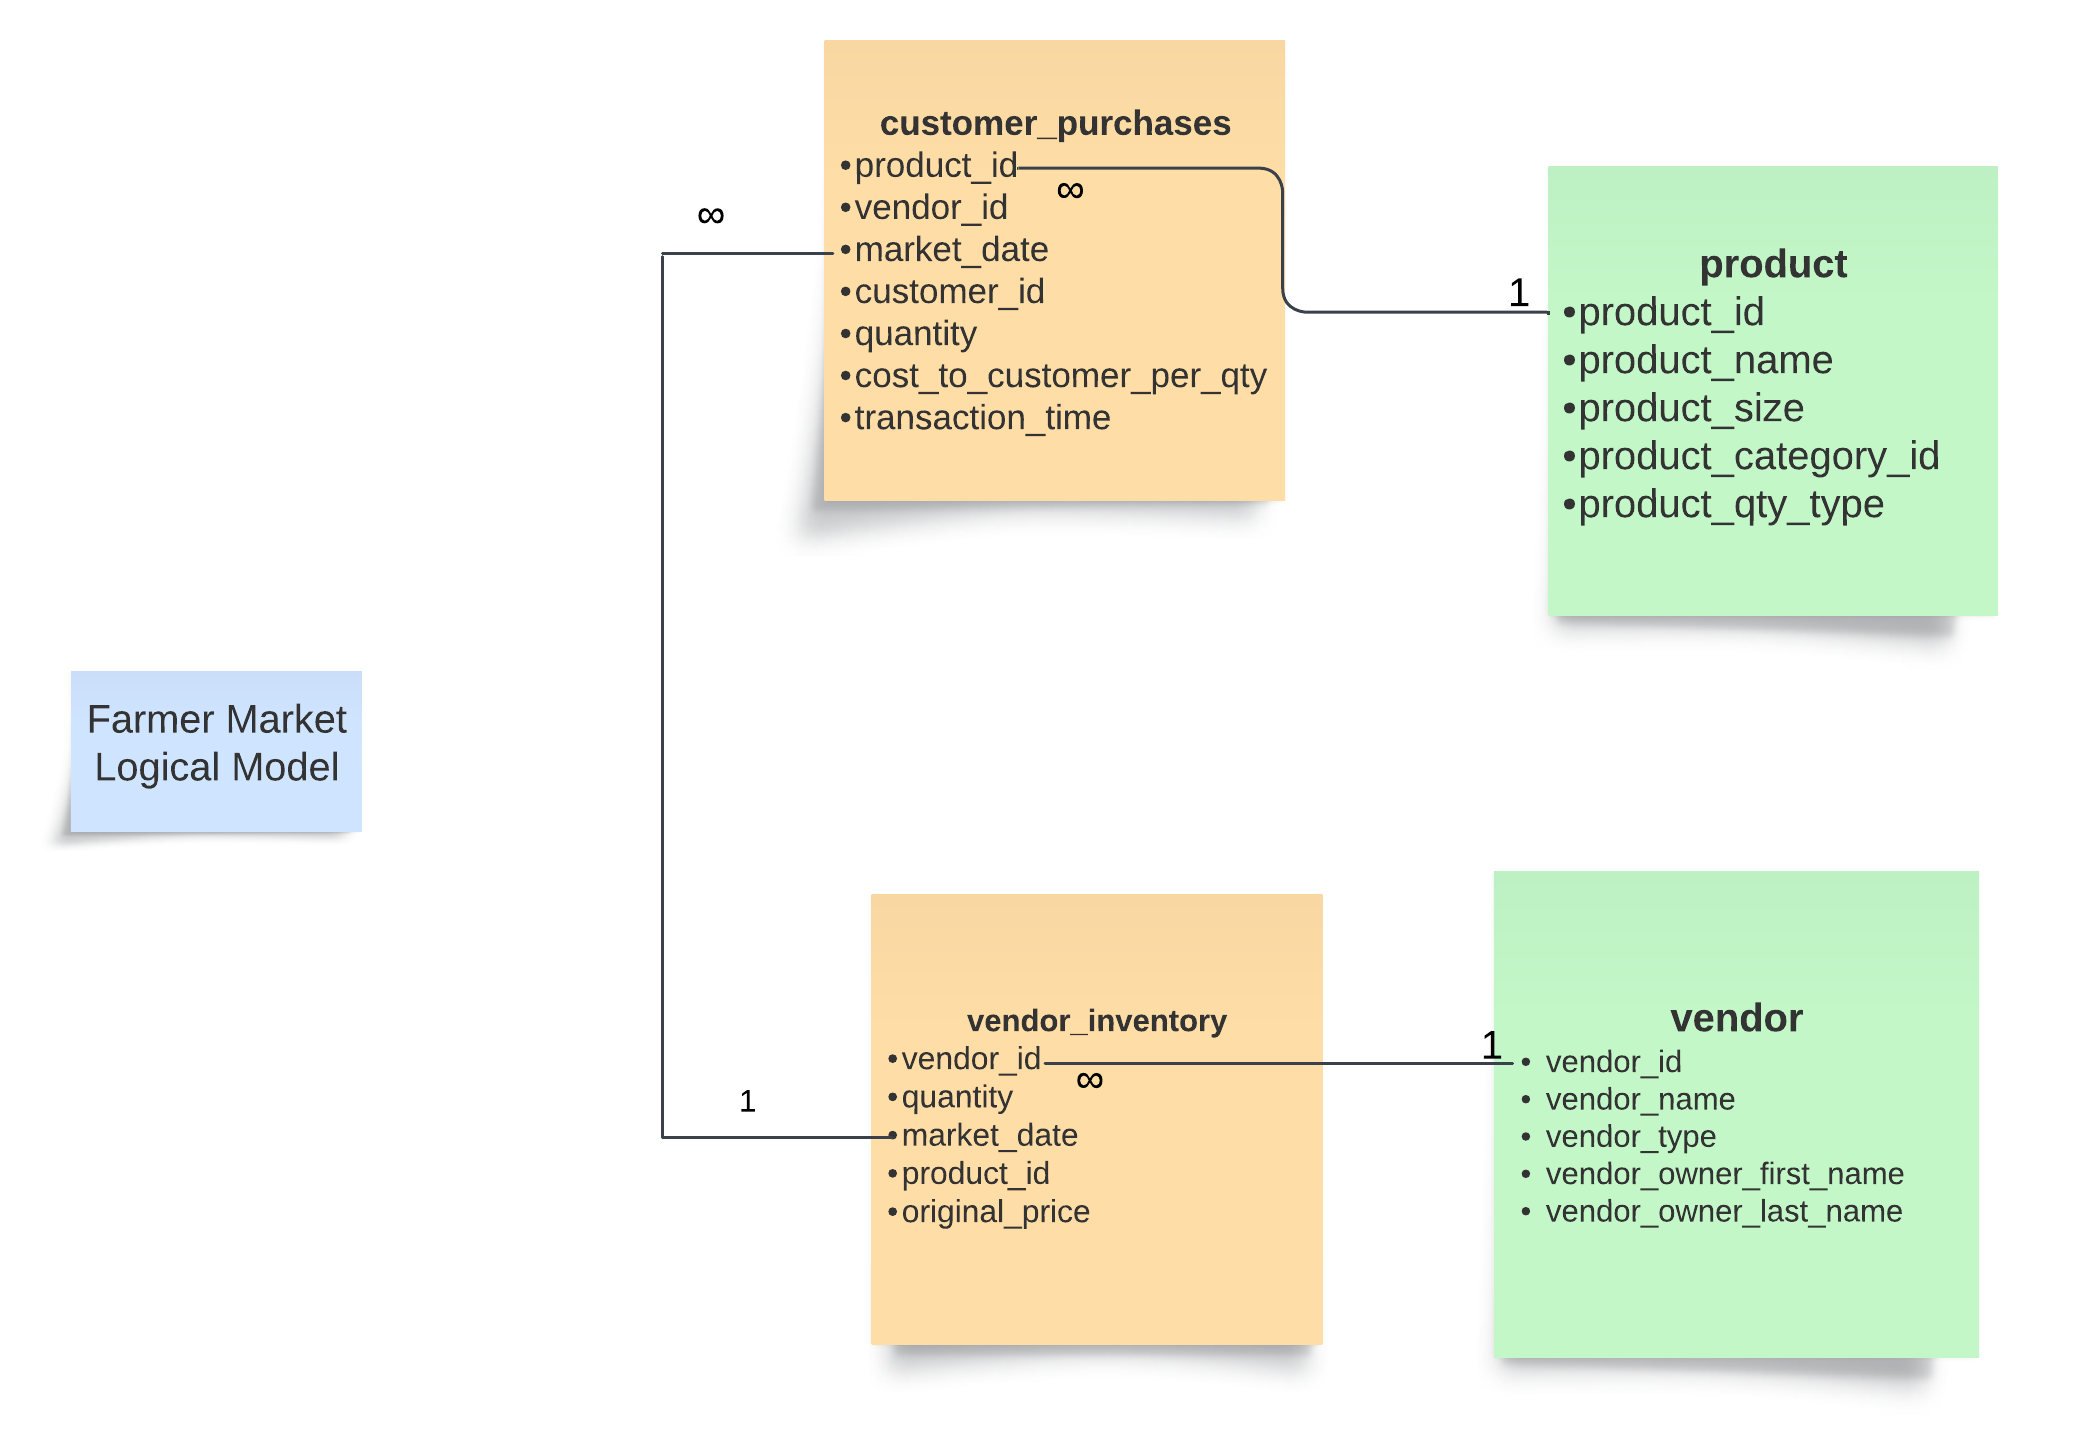 customer_purchases
•product_id
∞
•vendor_id
∞
•market_date
•customer_id
•quantity
•cost_to_customer_per_qty
•transaction_time
product
1
•product_id
•product_name
•product_size
•product_category_id
•product_qty_type
Farmer Market
Logical Model
vendor_inventory
•vendor_id
∞
•quantity
1
•market_date
•product_id
•original_price
vendor
1
• vendor_id
• vendor_name
• vendor_type
• vendor_owner_first_name
• vendor_owner_last_name